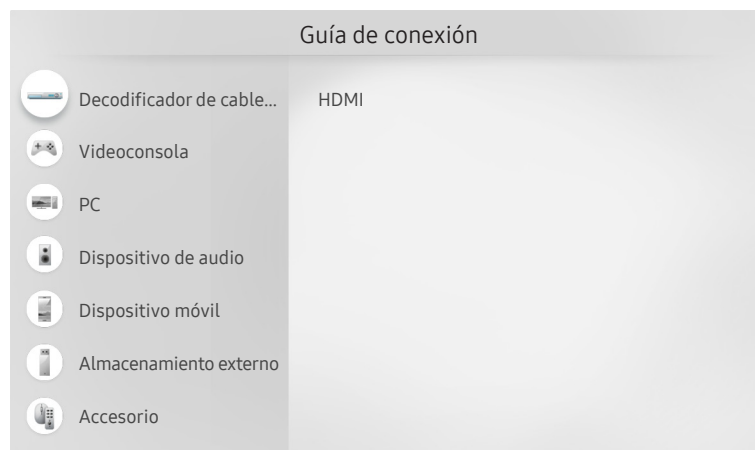 Guía de conexión
Decodificador de cable... HDMI
Videoconsola
PC
Dispositivo de audio
Dispositivo móvil
Almacenamiento externo
Accesorio